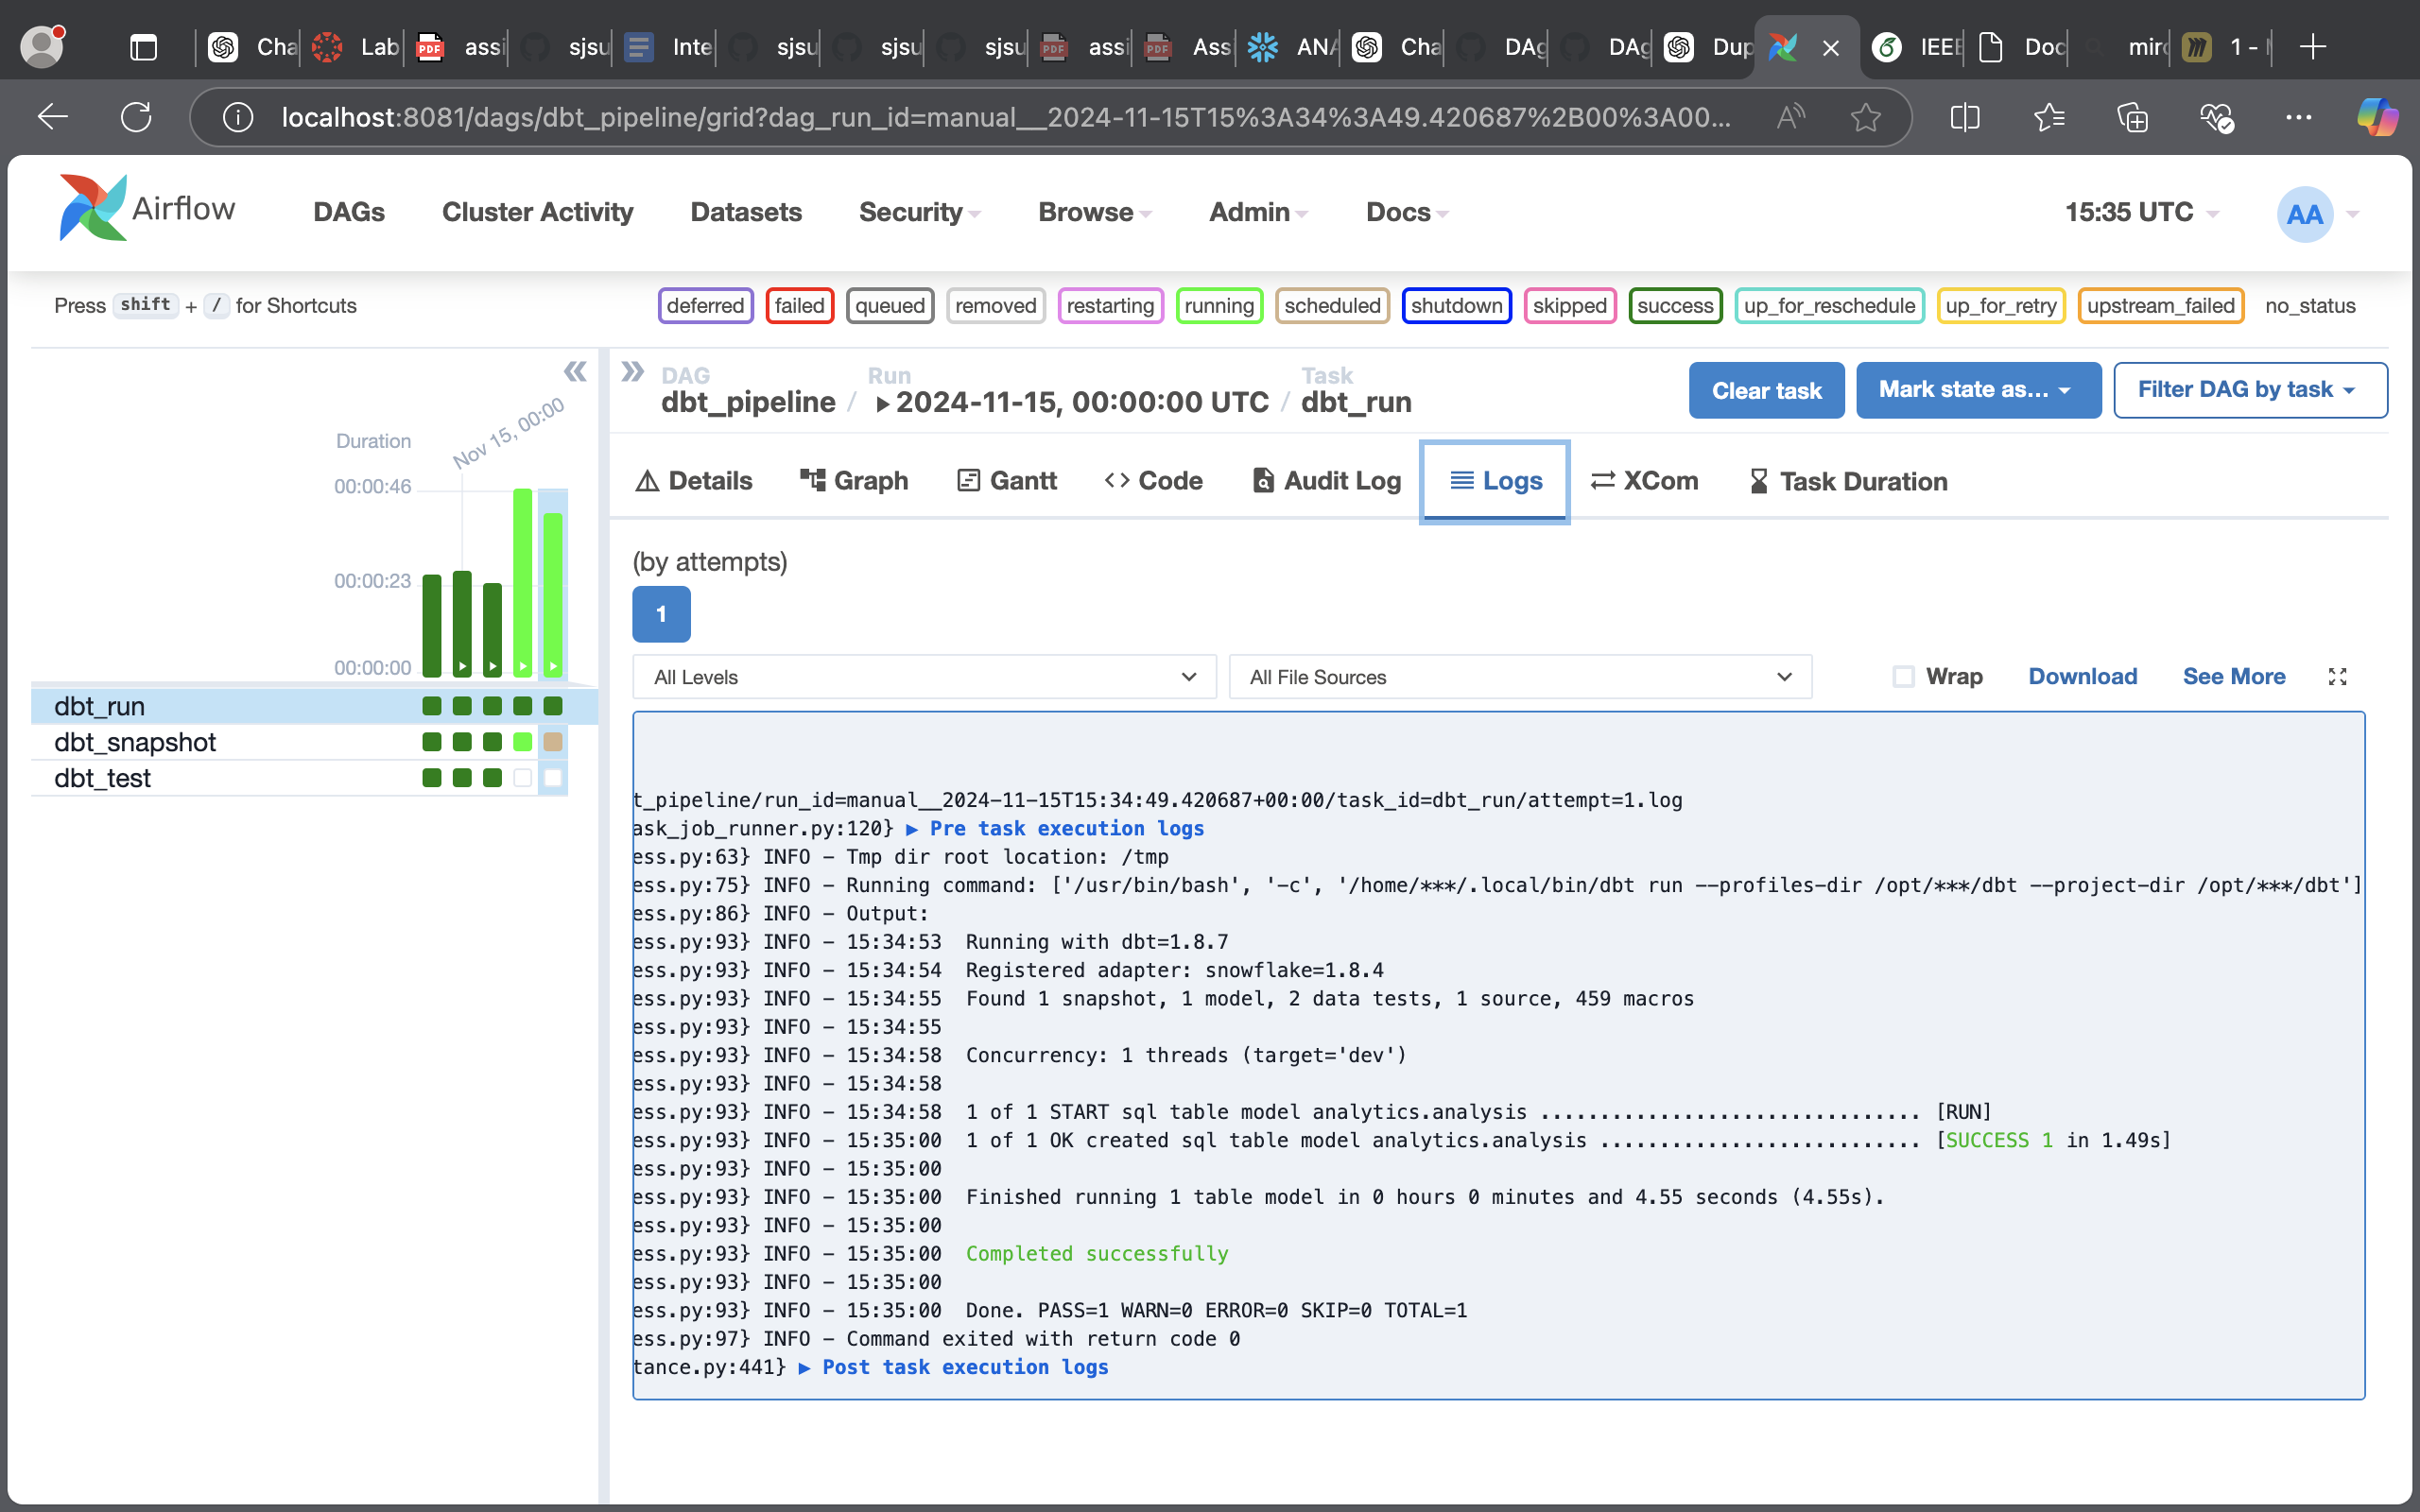 Cha
Lab
assi
sjsu
Inte
sjsu
sjsu
sjsu
assi
Ass
ANA
Cha
DAg
DAg
Dup
IEEE
Doc
miro
1 -
localhost:8081/dags/dbt_pipeline/grid?dag_run_id=manual__2024-11-15T15%3A34%3A49.420687%2B00%3A00...
Airflow DAGs Cluster Activity Datasets Security Browse Admin Docs 15:35 UTC AA
Press shift + / for Shortcuts
deferred failed queued removed restarting running scheduled shutdown skipped success up_for_reschedule up_for_retry upstream_failed no_status
Duration
Nov 15, 00:00
00:00:46
00:00:23
00:00:00
dbt_run
dbt_snapshot
dbt_test
DAG Run Task
dbt_pipeline / 2024-11-15, 00:00:00 UTC / dbt_run
Clear task Mark state as... Filter DAG by task
Details Graph Gantt Code Audit Log Logs XCom Task Duration
(by attempts)
1
All Levels All File Sources Wrap Download See More
t_pipeline/run_id=manual__2024-11-15T15:34:49.420687+00:00/task_id=dbt_run/attempt=1.log
ask_job_runner.py:120} ▶ Pre task execution logs
ess.py:63} INFO - Tmp dir root location: /tmp
ess.py:75} INFO - Running command: ['/usr/bin/bash', '-c', '/home/***/.local/bin/dbt run --profiles-dir /opt/***/dbt --project-dir /opt/***/dbt']
ess.py:86} INFO - Output:
ess.py:93} INFO - 15:34:53  Running with dbt=1.8.7
ess.py:93} INFO - 15:34:54  Registered adapter: snowflake=1.8.4
ess.py:93} INFO - 15:34:55  Found 1 snapshot, 1 model, 2 data tests, 1 source, 459 macros
ess.py:93} INFO - 15:34:55
ess.py:93} INFO - 15:34:58  Concurrency: 1 threads (target='dev')
ess.py:93} INFO - 15:34:58
ess.py:93} INFO - 15:34:58  1 of 1 START sql table model analytics.analysis ................................ [RUN]
ess.py:93} INFO - 15:35:00  1 of 1 OK created sql table model analytics.analysis ........................... [SUCCESS 1 in 1.49s]
ess.py:93} INFO - 15:35:00
ess.py:93} INFO - 15:35:00  Finished running 1 table model in 0 hours 0 minutes and 4.55 seconds (4.55s).
ess.py:93} INFO - 15:35:00
ess.py:93} INFO - 15:35:00  Completed successfully
ess.py:93} INFO - 15:35:00
ess.py:93} INFO - 15:35:00  Done. PASS=1 WARN=0 ERROR=0 SKIP=0 TOTAL=1
ess.py:97} INFO - Command exited with return code 0
tance.py:441} ▶ Post task execution logs